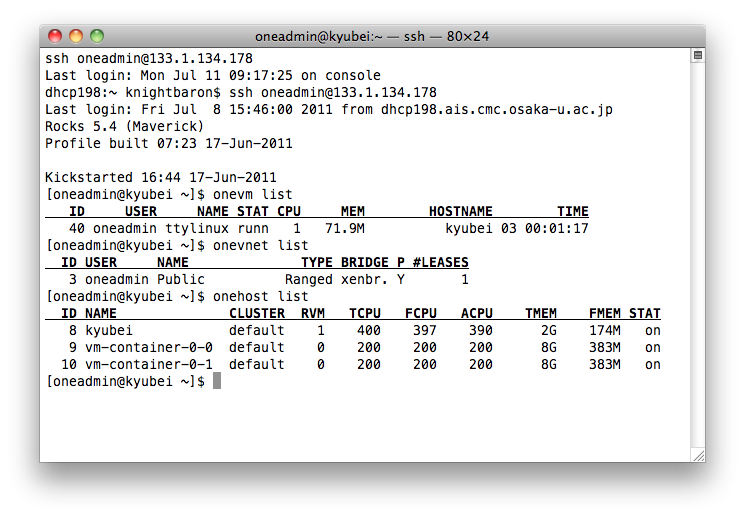 oneadmin@kyubei:~ — ssh — 80×24
ssh oneadmin@133.1.134.178
Last login: Mon Jul 11 09:17:25 on console
dhcp198:~ knightbaron$ ssh oneadmin@133.1.134.178
Last login: Fri Jul  8 15:46:00 2011 from dhcp198.ais.cmc.osaka-u.ac.jp
Rocks 5.4 (Maverick)
Profile built 07:23 17-Jun-2011
Kickstarted 16:44 17-Jun-2011
[oneadmin@kyubei ~]$ onevm list
   ID     USER     NAME STAT CPU     MEM        HOSTNAME        TIME
   40 oneadmin ttylinux runn   1   71.9M          kyubei 03 00:01:17
[oneadmin@kyubei ~]$ onevnet list
  ID USER     NAME              TYPE BRIDGE P #LEASES
   3 oneadmin Public          Ranged xenbr. Y       1
[oneadmin@kyubei ~]$ onehost list
  ID NAME              CLUSTER  RVM   TCPU   FCPU   ACPU    TMEM    FMEM STAT
   8 kyubei            default    1    400    397    390      2G    174M   on
   9 vm-container-0-0  default    0    200    200    200      8G    383M   on
  10 vm-container-0-1  default    0    200    200    200      8G    383M   on
[oneadmin@kyubei ~]$